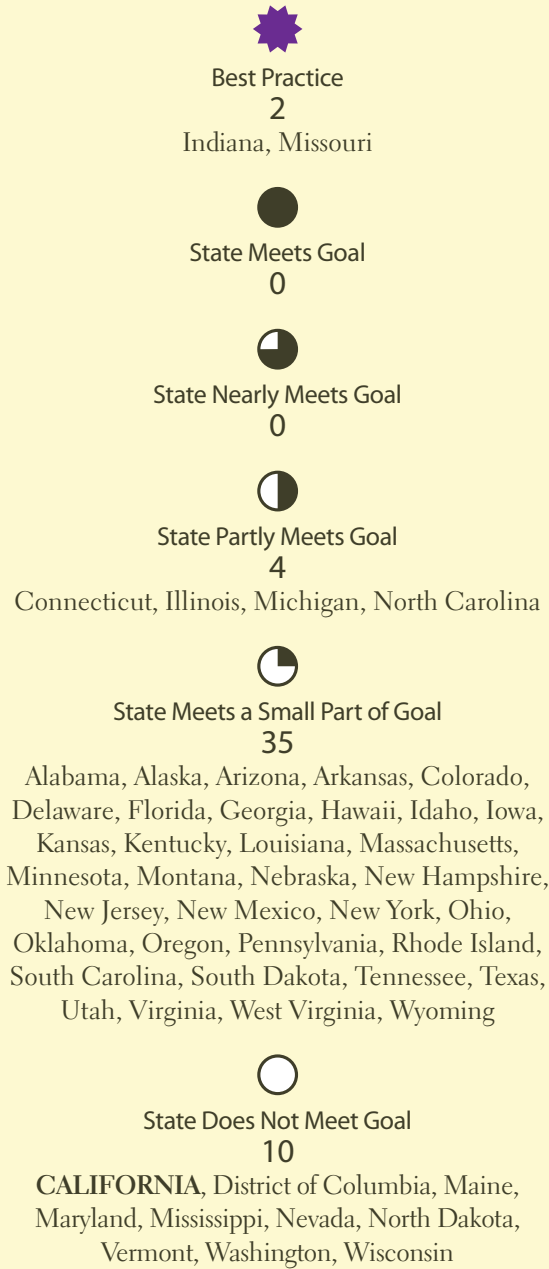 Best Practice
2
Indiana, Missouri
State Meets Goal
0
State Nearly Meets Goal
0
State Partly Meets Goal
4
Connecticut, Illinois, Michigan, North Carolina
State Meets a Small Part of Goal
35
Alabama, Alaska, Arizona, Arkansas, Colorado,
Delaware, Florida, Georgia, Hawaii, Idaho, Iowa,
Kansas, Kentucky, Louisiana, Massachusetts,
Minnesota, Montana, Nebraska, New Hampshire,
New Jersey, New Mexico, New York, Ohio,
Oklahoma, Oregon, Pennsylvania, Rhode Island,
South Carolina, South Dakota, Tennessee, Texas,
Utah, Virginia, West Virginia, Wyoming
State Does Not Meet Goal
10
CALIFORNIA, District of Columbia, Maine,
Maryland, Mississippi, Nevada, North Dakota,
Vermont, Washington, Wisconsin